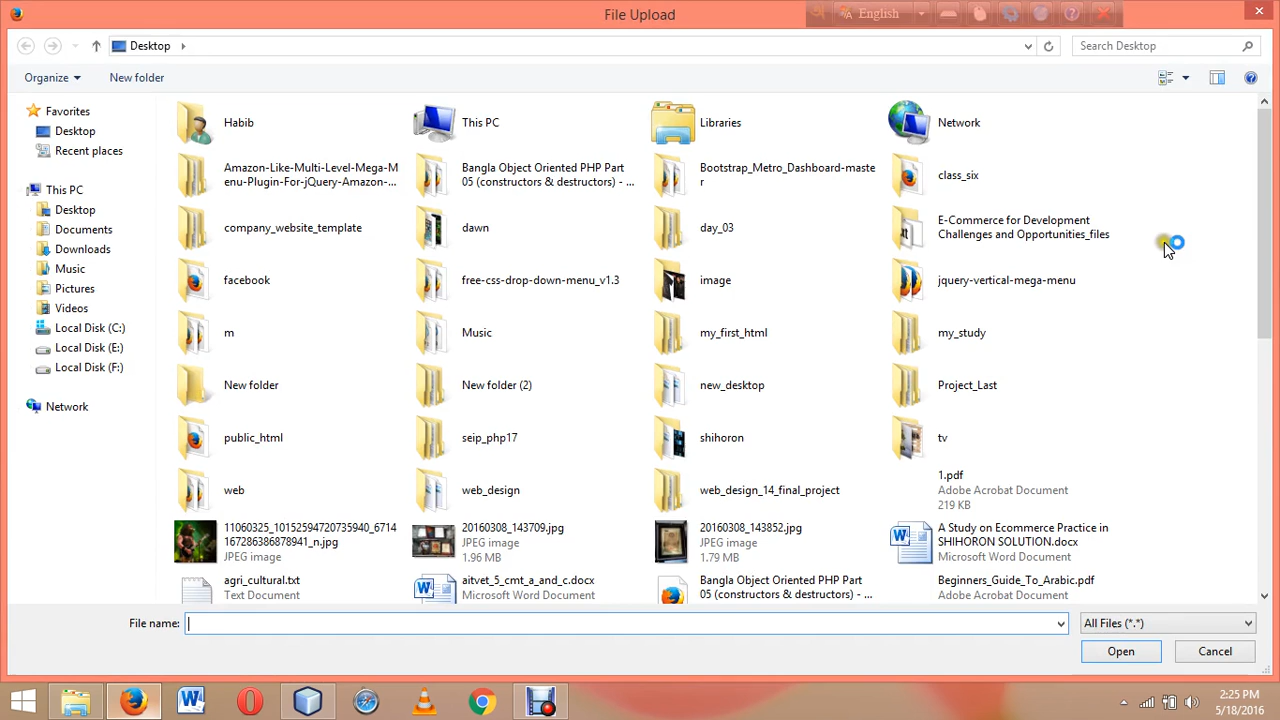 File Upload
English
Desktop
Search Desktop
Organize
New folder
Favorites
Desktop
Recent places
This PC
Desktop
Documents
Downloads
Music
Pictures
Videos
Local Disk (C:)
Local Disk (E:)
Local Disk (F:)
Network
Habib
This PC
Libraries
Network
Amazon-Like-Multi-Level-Mega-M
enu-Plugin-For-jQuery-Amazon-...
Bangla Object Oriented PHP Part
05 (constructors & destructors) - ...
Bootstrap_Metro_Dashboard-maste
r
class_six
company_website_template
dawn
day_03
E-Commerce for Development
Challenges and Opportunities_files
facebook
free-css-drop-down-menu_v1.3
image
jquery-vertical-mega-menu
m
Music
my_first_html
my_study
New folder
New folder (2)
new_desktop
Project_Last
public_html
seip_php17
shihoron
tv
web
web_design
web_design_14_final_project
1.pdf
Adobe Acrobat Document
219 KB
11060325_10152594720735940_6714
167286386878941_n.jpg
JPEG image
20160308_143709.jpg
JPEG image
1.96 MB
20160308_143852.jpg
JPEG image
1.79 MB
A Study on Ecommerce Practice in
SHIHORON SOLUTION.docx
Microsoft Word Document
agri_cultural.txt
Text Document
aitvet_5_cmt_a_and_c.docx
Microsoft Word Document
Bangla Object Oriented PHP Part
05 (constructors & destructors) - ...
Beginners_Guide_To_Arabic.pdf
Adobe Acrobat Document
File name:
All Files (*.*)
Open
Cancel
2:25 PM
5/18/2016